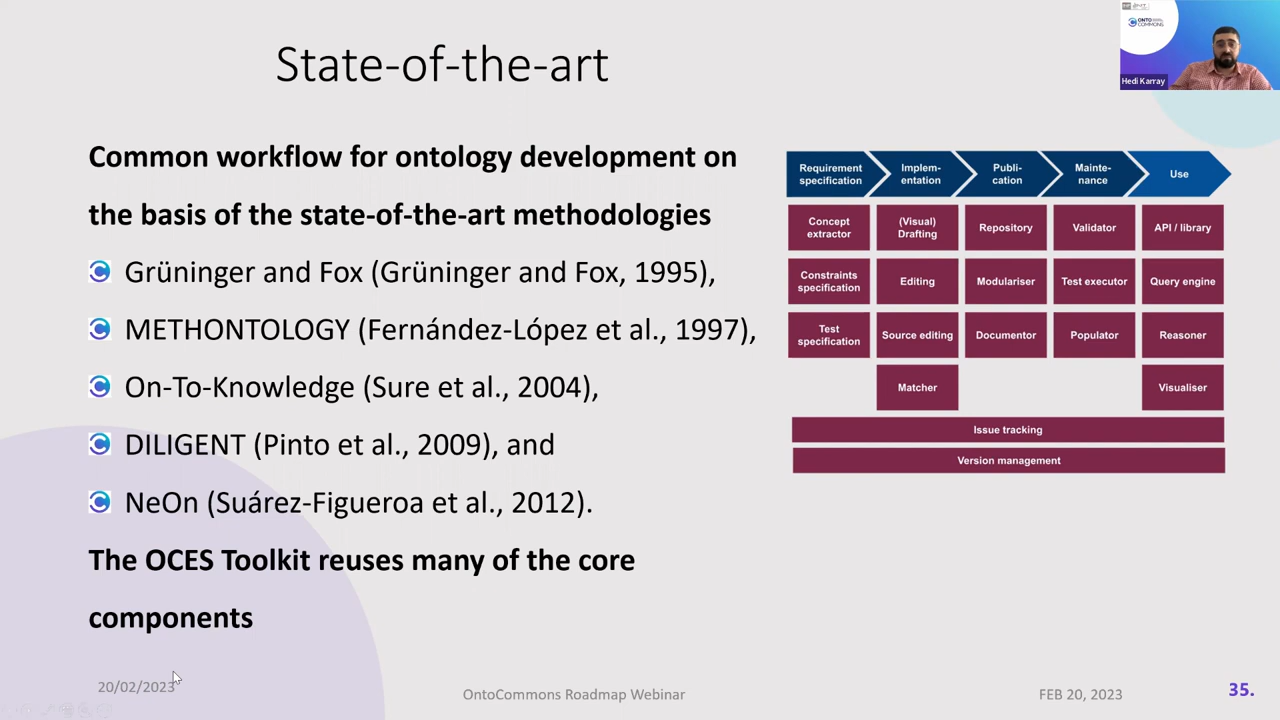 State-of-the-art
ONTO
COMMONS
Hedi Karray
Common workflow for ontology development on
the basis of the state-of-the-art methodologies
Grüninger and Fox (Grüninger and Fox, 1995),
METHONTOLOGY (Fernández-López et al., 1997),
On-To-Knowledge (Sure et al., 2004),
DILIGENT (Pinto et al., 2009), and
NeOn (Suárez-Figueroa et al., 2012).
The OCES Toolkit reuses many of the core
components
Requirement
specification
Implem-
entation
Publi-
cation
Mainte-
nance
Use
Concept
extractor
(Visual)
Drafting
Repository
Validator
API / library
Constraints
specification
Editing
Modulariser
Test executor
Query engine
Test
specification
Source editing
Documentor
Populator
Reasoner
Matcher
Visualiser
Issue tracking
Version management
20/02/2023
OntoCommons Roadmap Webinar
FEB 20, 2023
35.